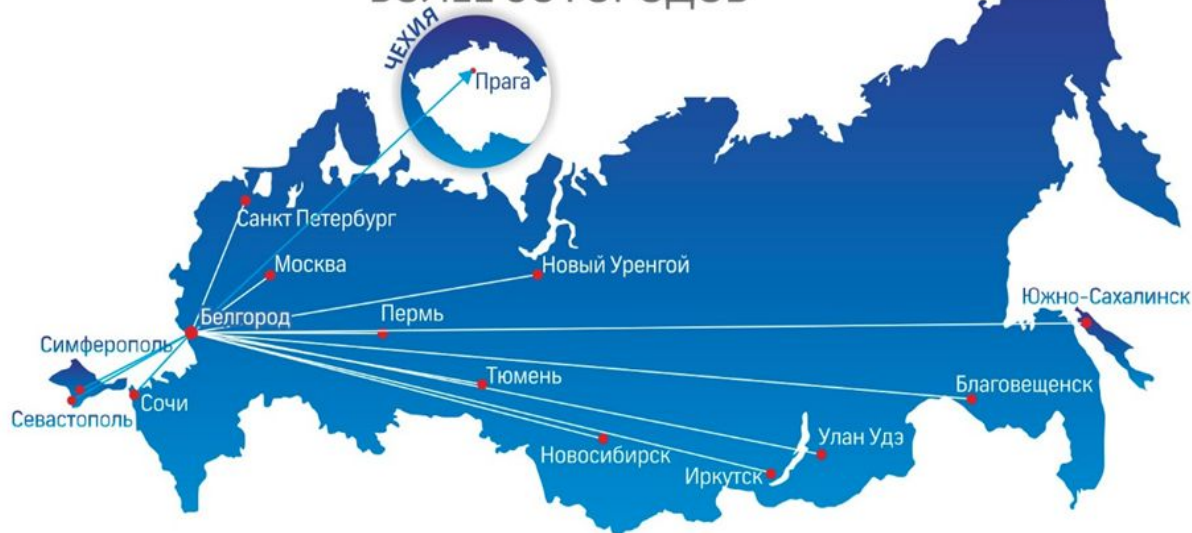 ГОРОДОВ
ЧЕХИЯ
Прага
Санкт Петербург
Москва
Новый Уренгой
Южно-Сахалинск
Белгород
Пермь
Симферополь
Тюмень
Благовещенск
Севастополь
Сочи
Улан Удэ
Новосибирск
Иркутск